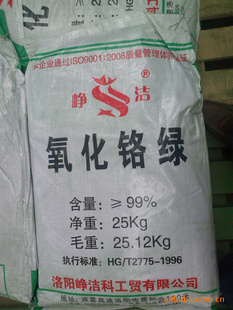 企业通过ISO9001:2008质量管理体系认证
峥 洁
®
氧化铬绿
含量：≥99%
净重：25Kg
毛重：25.12Kg
执行标准：HG/T2775-1996
洛阳峥洁科工贸有限公司